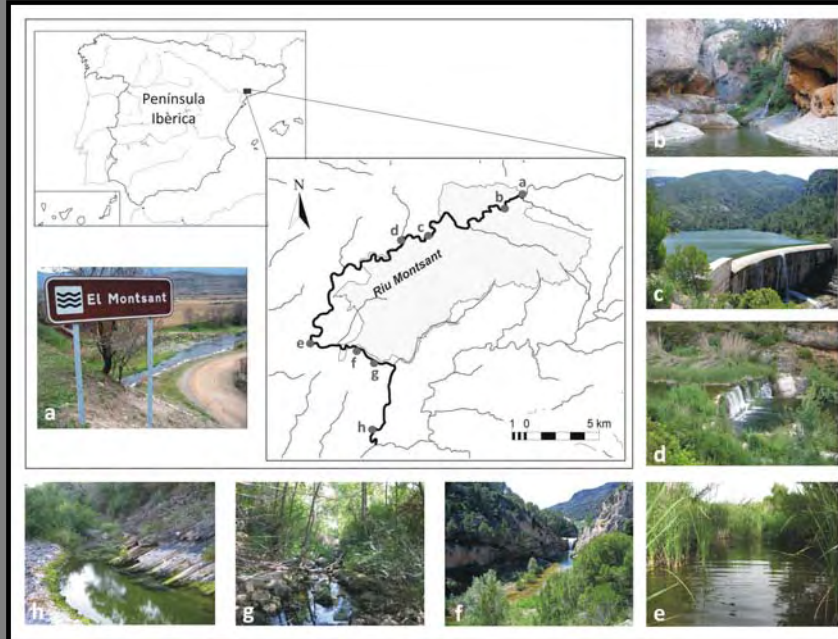 Península
Ibèrica
N
a
b
c
d
Riu Montsant
e
f
g
h
1 0 5 km
El Montsant
a
b
c
d
h
g
f
e